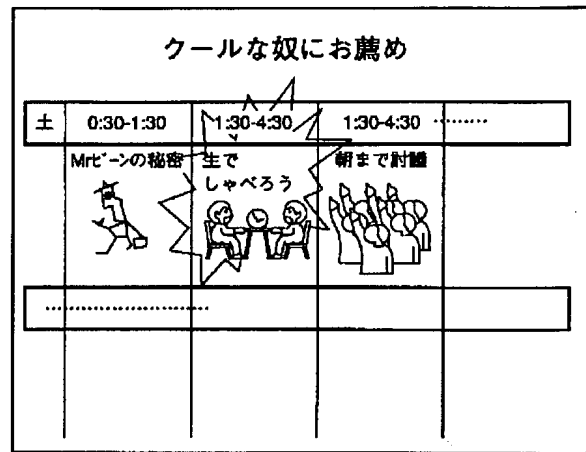 クールな奴にお薦め
土 0:30-1:30 1:30-4:30 1:30-4:30 ………
Mrビーンの秘密 生で 朝まで討論
しゃべろう